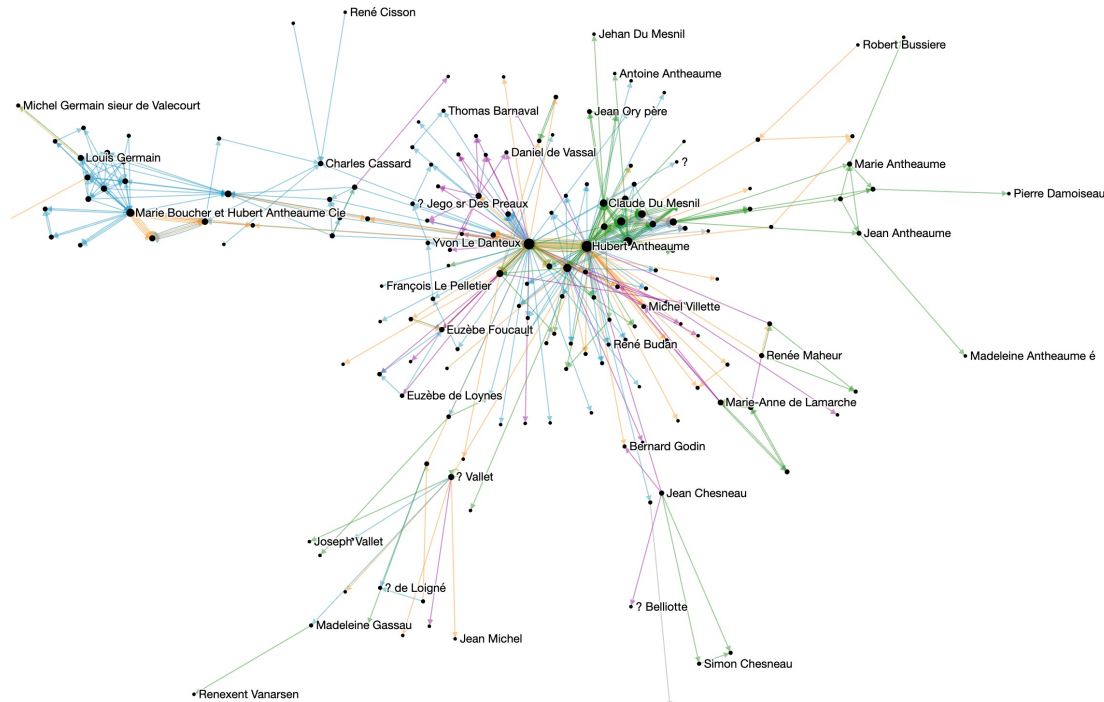 René Cisson
Jehan Du Mesnil
Robert Bussiere
Antoine Antheaume
Michel Germain sieur de Valecourt
Thomas Barnaval
Jean Ory père
Daniel de Vassal
Louis Germain
Charles Cassard
?
Marie Antheaume
Pierre Damoiseau
? Jego sr Des Preaux
Claude Du Mesnil
Marie Boucher et Hubert Antheaume Cie
Jean Antheaume
Yvon Le Danteux
Hubert Antheaume
François Le Pelletier
Michel Villette
Euzèbe Foucault
René Budan
Renée Maheur
Madeleine Antheaume é
Euzèbe de Loynes
Marie-Anne de Lamarche
Bernard Godin
? Vallet
Jean Chesneau
Joseph Vallet
? de Loigné
? Belliotte
Madeleine Gassau
Jean Michel
Simon Chesneau
Renexent Vanarsen